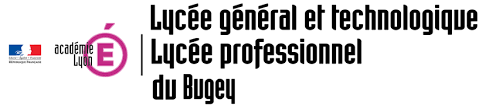 Lycée général et technologique
académie
Lyon
É
Lycée professionnel
du Bugey